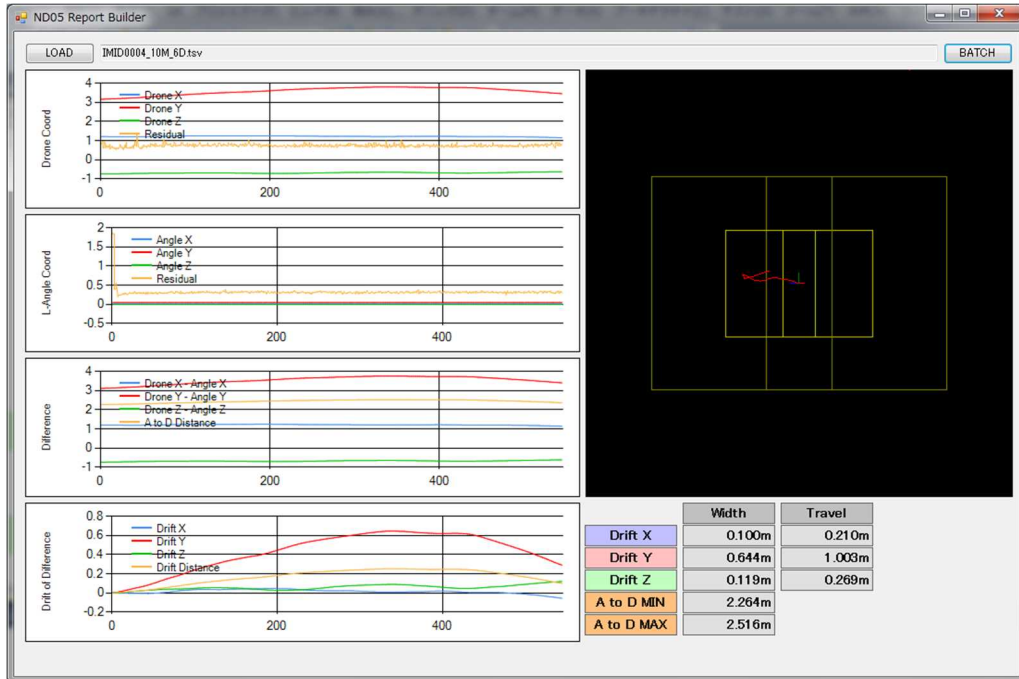 ND05 Report Builder
LOAD IMID0004_10M_6D.tsv BATCH
Drone Coord
4
3
2
1
0
-1
Drone X
Drone Y
Drone Z
Residual
0 200 400
L-Angle Coord
2
1.5
1
0.5
0
-0.5
Angle X
Angle Y
Angle Z
Residual
0 200 400
Difference
4
3
2
1
0
-1
Drone X - Angle X
Drone Y - Angle Y
Drone Z - Angle Z
A to D Distance
0 200 400
Drift of Difference
0.8
0.6
0.4
0.2
0
-0.2
Drift X
Drift Y
Drift Z
Drift Distance
0 200 400
Width Travel
Drift X 0.100m 0.210m
Drift Y 0.644m 1.003m
Drift Z 0.119m 0.269m
A to D MIN 2.264m
A to D MAX 2.516m